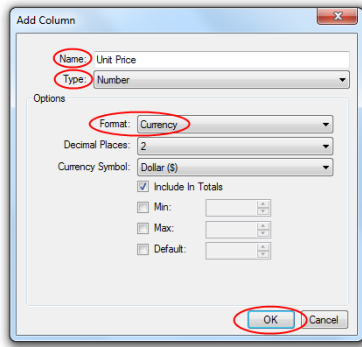 Add Column
Name: Unit Price
Type: Number
Options
Format: Currency
Decimal Places: 2
Currency Symbol: Dollar ($)
Include In Totals
Min:
Max:
Default:
OK Cancel